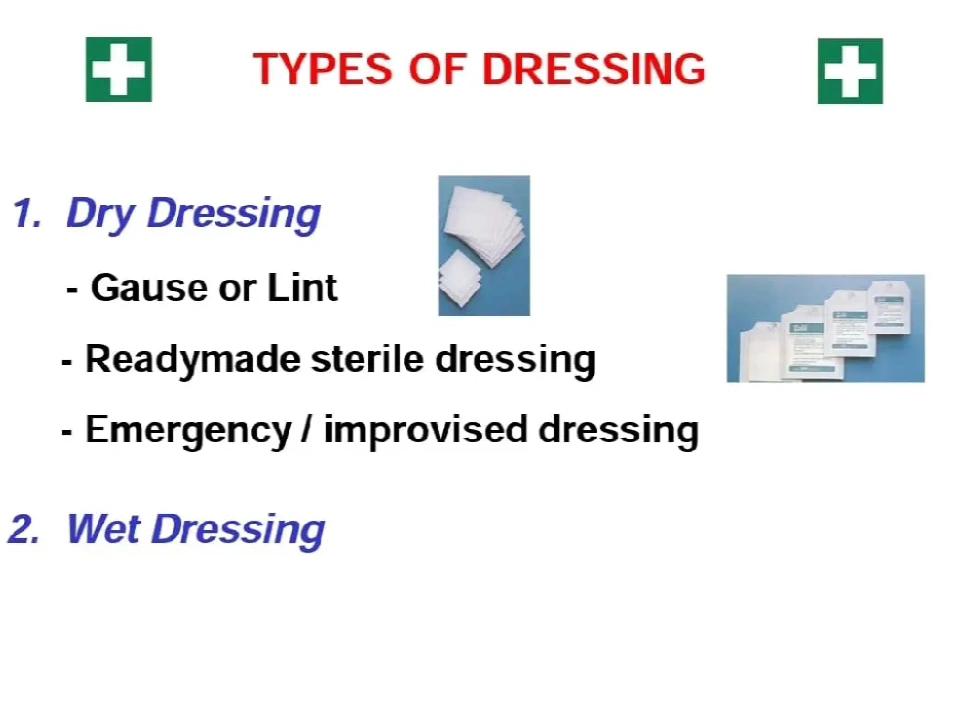 TYPES OF DRESSING
1. Dry Dressing
- Gause or Lint
- Readymade sterile dressing
- Emergency / improvised dressing
2. Wet Dressing